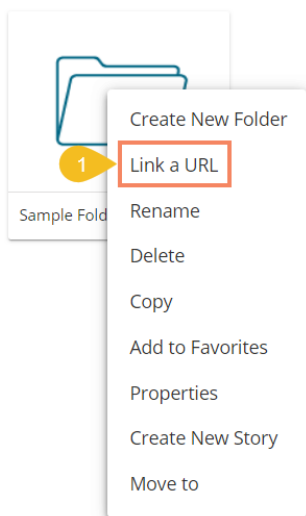 Create New Folder
1
Link a URL
Sample Fold
Rename
Delete
Copy
Add to Favorites
Properties
Create New Story
Move to